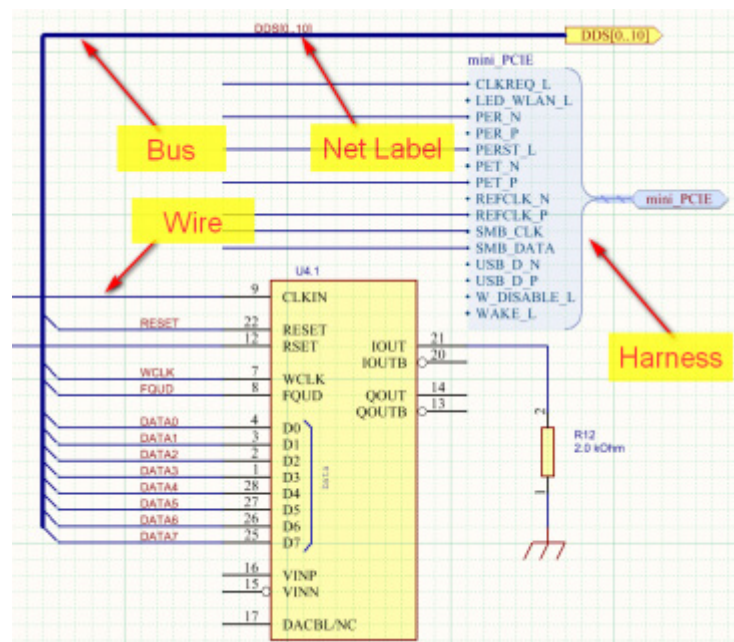 DDS[0..10]
DDS[0..10]
mini_PCIE
CLKREQ_L
LED_WLAN_L
PER_N
PER_P
PERST_L
PET_N
PET_P
REFCLK_N
REFCLK_P
SMB_CLK
SMB_DATA
USB_D_N
USB_D_P
W_DISABLE_L
WAKE_L
mini_PCIE
Bus
Net Label
Wire
Harness
U4.1
9 CLKIN
RESET 22 RESET
12 RSET
WCLK 7 WCLK
FQUD 8 FQUD
DATA0 4 D0
DATA1 3 D1
DATA2 2 D2
DATA3 1 D3
DATA4 28 D4
DATA5 27 D5
DATA6 26 D6
DATA7 25 D7
Data
16 VINP
15 VINN
17 DACBL/NC
IOUT 21
IOUTB 20
QOUT 14
QOUTB 13
2
R12
2.0 kOhm
1